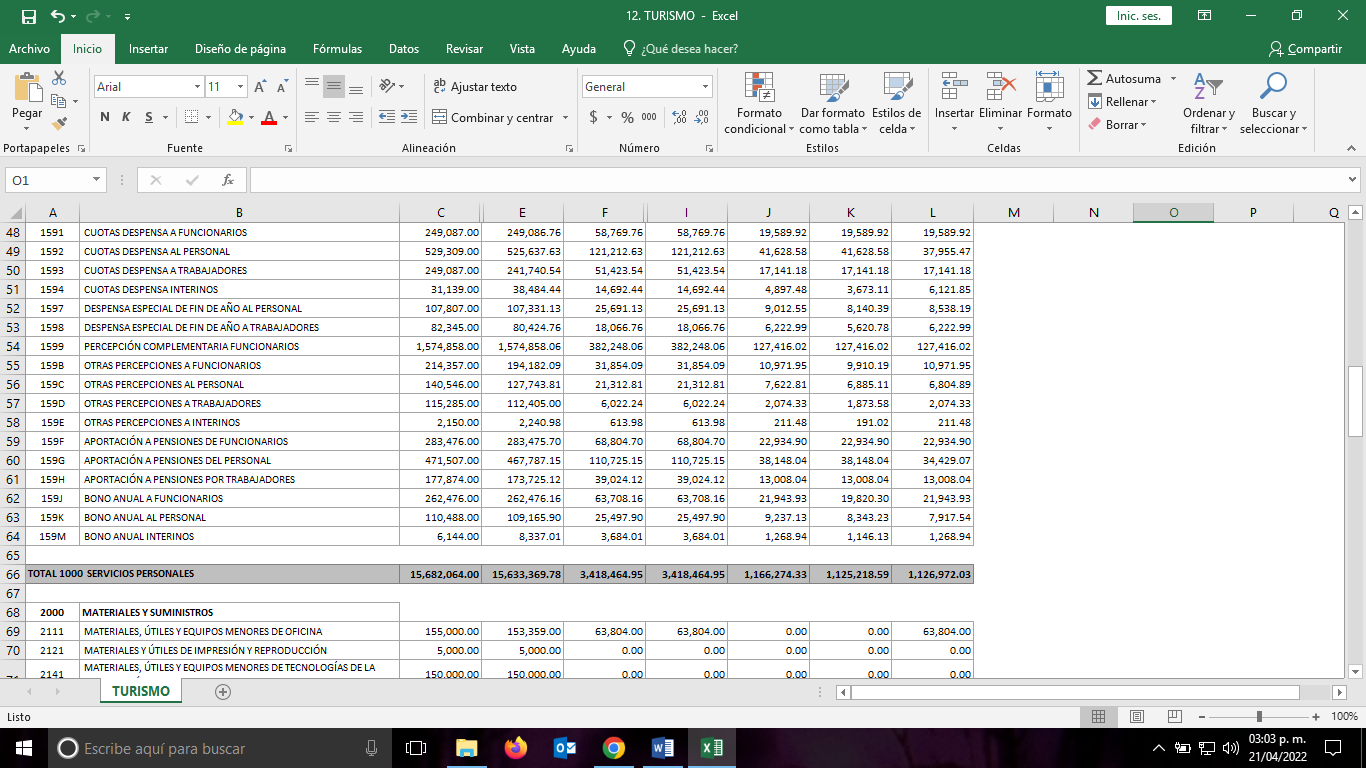 12. TURISMO - Excel
Inic. ses.
Archivo Inicio Insertar Diseño de página Fórmulas Datos Revisar Vista Ayuda ¿Qué desea hacer? Compartir
Pegar
Arial 11
N K S
Ajustar texto
Combinar y centrar
General
$ % 000
Formato condicional
Dar formato como tabla
Estilos de celda
Insertar Eliminar Formato
Autosuma
Rellenar
Borrar
Ordenar y filtrar
Buscar y seleccionar
Portapapeles Fuente Alineación Número Estilos Celdas Edición
O1 fx
A B C E F I J K L M N O P Q
48 1591 CUOTAS DESPENSA A FUNCIONARIOS 249,087.00 249,086.76 58,769.76 58,769.76 19,589.92 19,589.92 19,589.92
49 1592 CUOTAS DESPENSA AL PERSONAL 529,309.00 525,637.63 121,212.63 121,212.63 41,628.58 41,628.58 37,955.47
50 1593 CUOTAS DESPENSA A TRABAJADORES 249,087.00 241,740.54 51,423.54 51,423.54 17,141.18 17,141.18 17,141.18
51 1594 CUOTAS DESPENSA INTERINOS 31,139.00 38,484.44 14,692.44 14,692.44 4,897.48 3,673.11 6,121.85
52 1597 DESPENSA ESPECIAL DE FIN DE AÑO AL PERSONAL 107,807.00 107,331.13 25,691.13 25,691.13 9,012.55 8,140.39 8,538.19
53 1598 DESPENSA ESPECIAL DE FIN DE AÑO A TRABAJADORES 82,345.00 80,424.76 18,066.76 18,066.76 6,222.99 5,620.78 6,222.99
54 1599 PERCEPCIÓN COMPLEMENTARIA FUNCIONARIOS 1,574,858.00 1,574,858.06 382,248.06 382,248.06 127,416.02 127,416.02 127,416.02
55 159B OTRAS PERCEPCIONES A FUNCIONARIOS 214,357.00 194,182.09 31,854.09 31,854.09 10,971.95 9,910.19 10,971.95
56 159C OTRAS PERCEPCIONES AL PERSONAL 140,546.00 127,743.81 21,312.81 21,312.81 7,622.81 6,885.11 6,804.89
57 159D OTRAS PERCEPCIONES A TRABAJADORES 115,285.00 112,405.00 6,022.24 6,022.24 2,074.33 1,873.58 2,074.33
58 159E OTRAS PERCEPCIONES A INTERINOS 2,150.00 2,240.98 613.98 613.98 211.48 191.02 211.48
59 159F APORTACIÓN A PENSIONES DE FUNCIONARIOS 283,476.00 283,475.70 68,804.70 68,804.70 22,934.90 22,934.90 22,934.90
60 159G APORTACIÓN A PENSIONES DEL PERSONAL 471,507.00 467,787.15 110,725.15 110,725.15 38,148.04 38,148.04 34,429.07
61 159H APORTACIÓN A PENSIONES POR TRABAJADORES 177,874.00 173,725.12 39,024.12 39,024.12 13,008.04 13,008.04 13,008.04
62 159J BONO ANUAL A FUNCIONARIOS 262,476.00 262,476.16 63,708.16 63,708.16 21,943.93 19,820.30 21,943.93
63 159K BONO ANUAL AL PERSONAL 110,488.00 109,165.90 25,497.90 25,497.90 9,237.13 8,343.23 7,917.54
64 159M BONO ANUAL INTERINOS 6,144.00 8,337.01 3,684.01 3,684.01 1,268.94 1,146.13 1,268.94
65
66 TOTAL 1000 SERVICIOS PERSONALES 15,682,064.00 15,633,369.78 3,418,464.95 3,418,464.95 1,166,274.33 1,125,218.59 1,126,972.03
67
68 2000 MATERIALES Y SUMINISTROS
69 2111 MATERIALES, ÚTILES Y EQUIPOS MENORES DE OFICINA 155,000.00 153,359.00 63,804.00 63,804.00 0.00 0.00 63,804.00
70 2121 MATERIALES Y ÚTILES DE IMPRESIÓN Y REPRODUCCIÓN 5,000.00 5,000.00 0.00 0.00 0.00 0.00 0.00
2141 MATERIALES, ÚTILES Y EQUIPOS MENORES DE TECNOLOGÍAS DE LA 150,000.00 150,000.00 0.00 0.00 0.00 0.00 0.00
TURISMO
Listo 100%
Escribe aquí para buscar
03:03 p. m.
21/04/2022